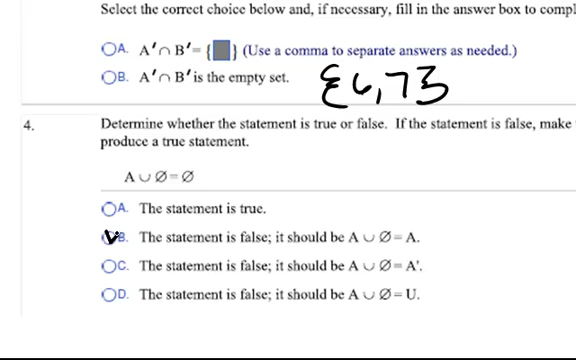 Select the correct choice below and, if necessary, fill in the answer box to compl
A. A′∩ B′= { } (Use a comma to separate answers as needed.)
B. A′∩ B′ is the empty set.
{6,7}
4. Determine whether the statement is true or false. If the statement is false, make
produce a true statement.
A ∪ Ø = Ø
A. The statement is true.
B. The statement is false; it should be A ∪ Ø = A.
C. The statement is false; it should be A ∪ Ø = A'.
D. The statement is false; it should be A ∪ Ø = U.